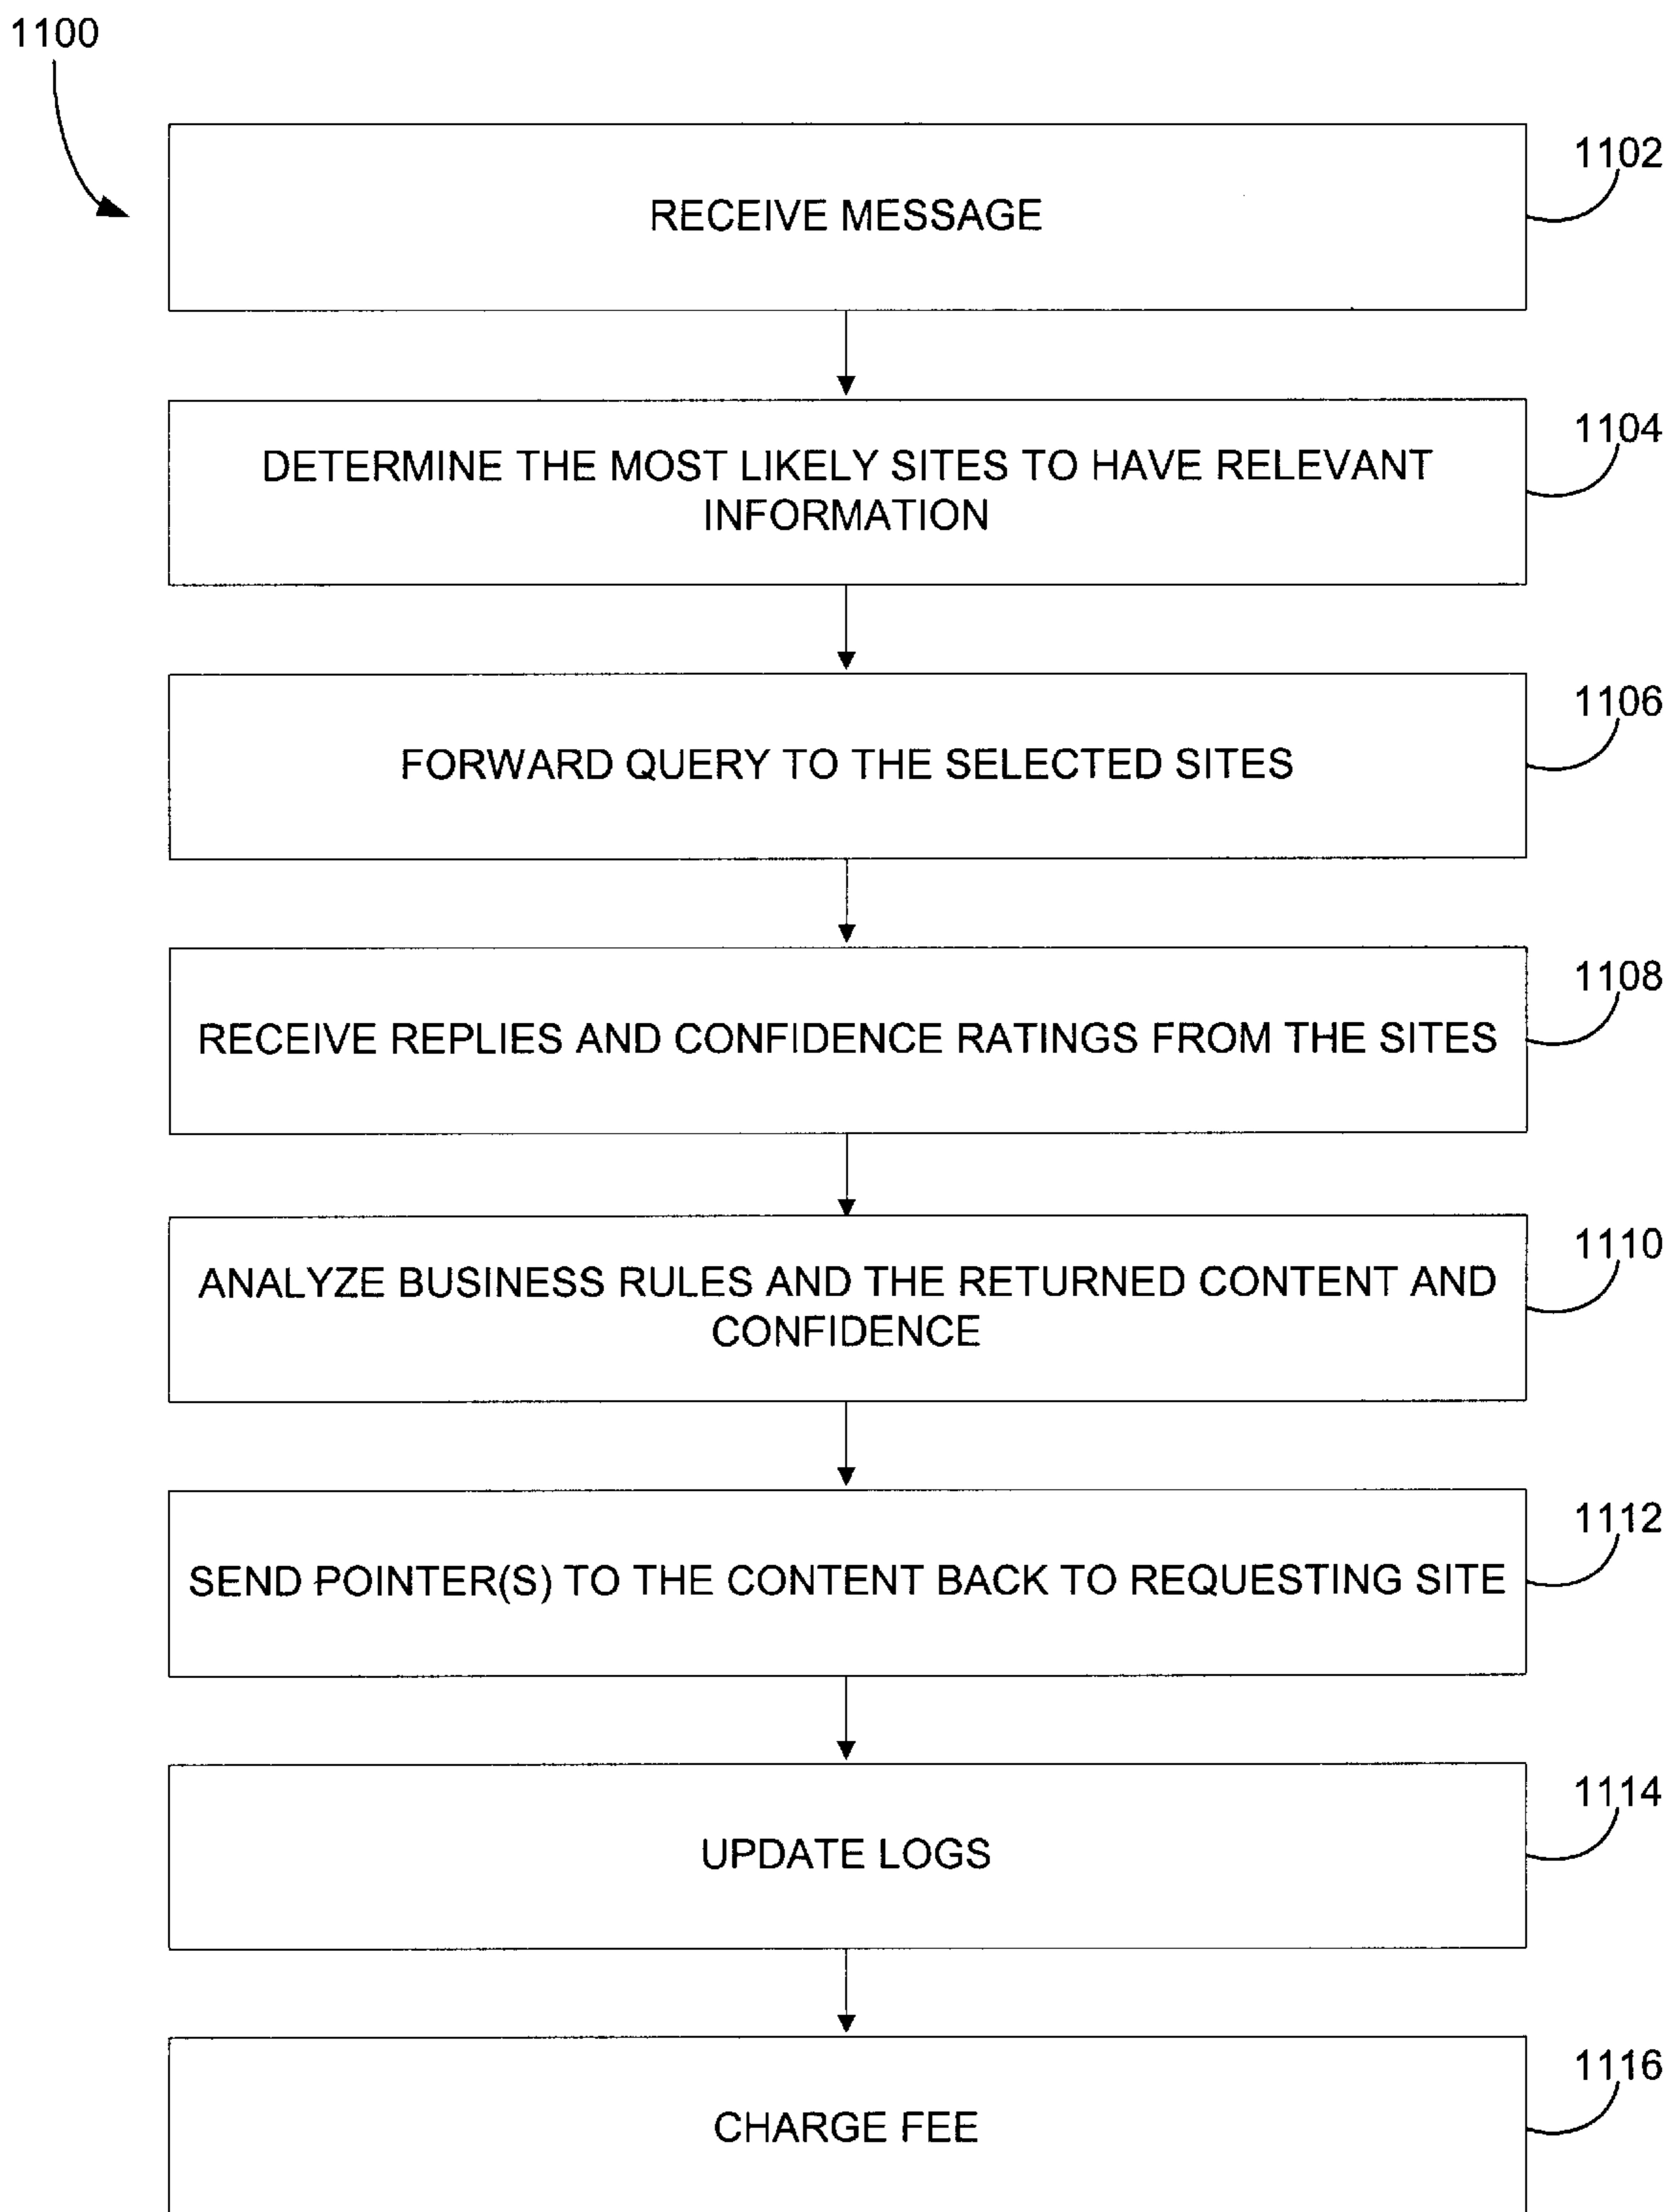 1100
1102
RECEIVE MESSAGE
1104
DETERMINE THE MOST LIKELY SITES TO HAVE RELEVANT
INFORMATION
1106
FORWARD QUERY TO THE SELECTED SITES
1108
RECEIVE REPLIES AND CONFIDENCE RATINGS FROM THE SITES
1110
ANALYZE BUSINESS RULES AND THE RETURNED CONTENT AND
CONFIDENCE
1112
SEND POINTER(S) TO THE CONTENT BACK TO REQUESTING SITE
1114
UPDATE LOGS
1116
CHARGE FEE